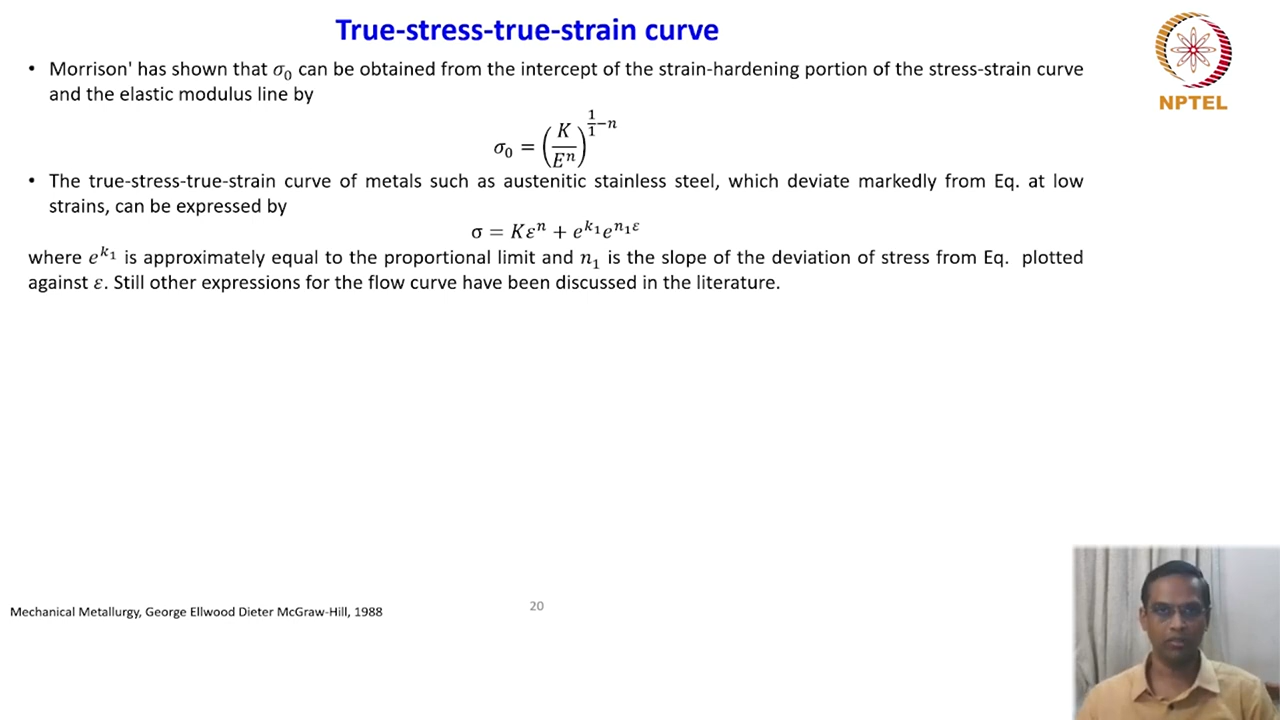 True-stress-true-strain curve
NPTEL
• Morrison' has shown that σ₀ can be obtained from the intercept of the strain-hardening portion of the stress-strain curve
and the elastic modulus line by
σ₀ = (K/Eⁿ)^(1/1−n)
• The true-stress-true-strain curve of metals such as austenitic stainless steel, which deviate markedly from Eq. at low
strains, can be expressed by
σ = Kεⁿ + e^(k₁)e^(n₁ε)
where e^(k₁) is approximately equal to the proportional limit and n₁ is the slope of the deviation of stress from Eq. plotted
against ε. Still other expressions for the flow curve have been discussed in the literature.
Mechanical Metallurgy, George Ellwood Dieter McGraw-Hill, 1988
20